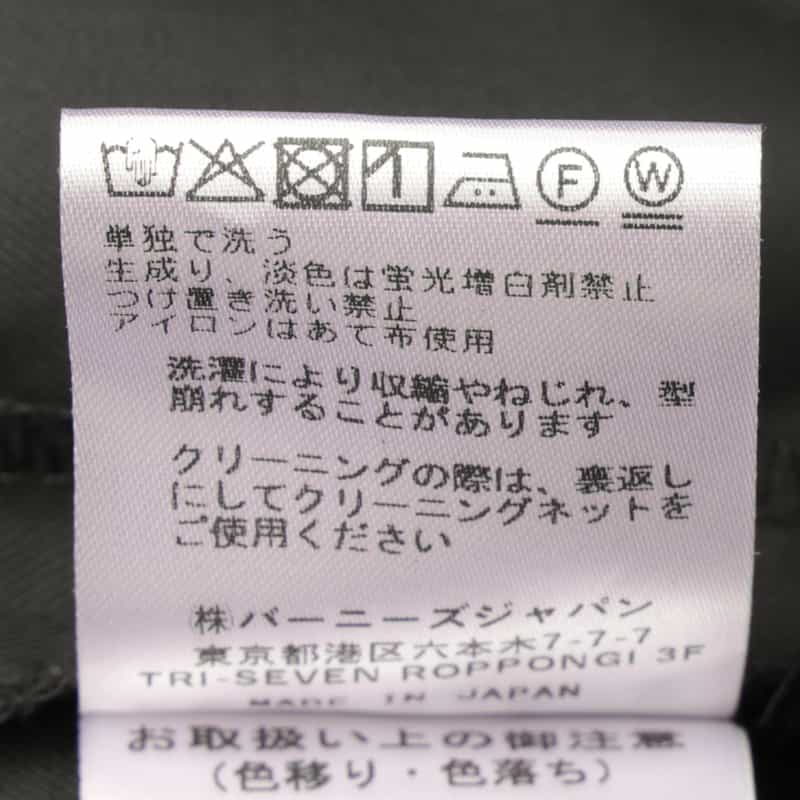 F W
単独で洗う
生成り、淡色は蛍光増白剤禁止
つけ置き洗い禁止
アイロンはあて布使用
洗濯により収縮やねじれ、型
崩れすることがあります
クリーニングの際は、裏返し
にしてクリーニングネットを
ご使用ください
㈱バーニーズジャパン
東京都港区六本木7-7-7
TRI-SEVEN ROPPONGI 3F
MADE IN JAPAN
お取扱い上の御注意
(色移り・色落ち)